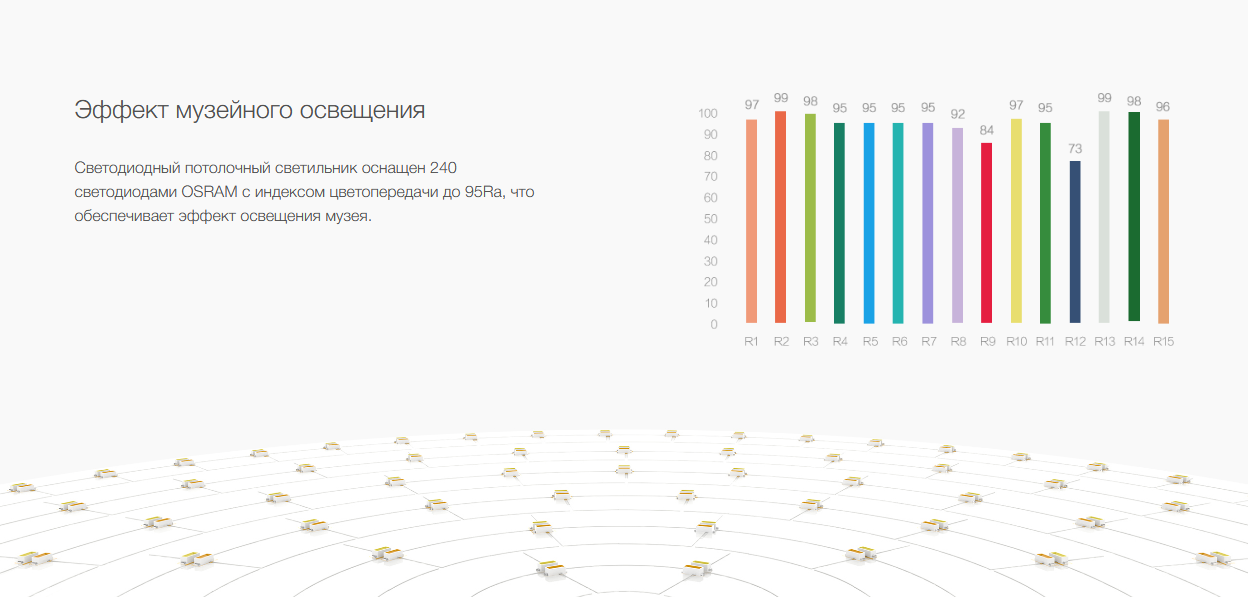 Эффект музейного освещения
Светодиодный потолочный светильник оснащен 240
светодиодами OSRAM с индексом цветопередачи до 95Ra, что
обеспечивает эффект освещения музея.
97 99 98 95 95 95 95 92 84 97 95 73 99 98 96
100
90
80
70
60
50
40
30
20
10
0
R1 R2 R3 R4 R5 R6 R7 R8 R9 R10 R11 R12 R13 R14 R15